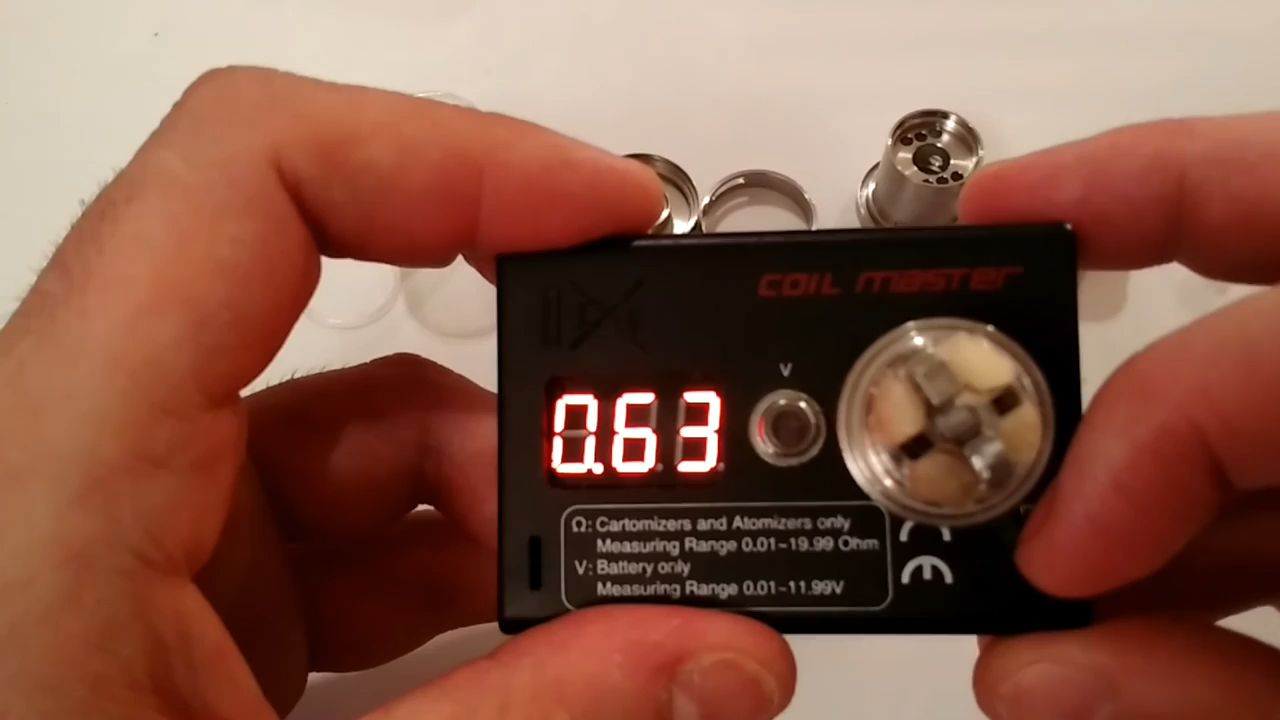 COIL MASTER
0.63
V
Ω: Cartomizers and Atomizers only
Measuring Range 0.01~19.99 Ohm
V: Battery only
Measuring Range 0.01~11.99V
CE